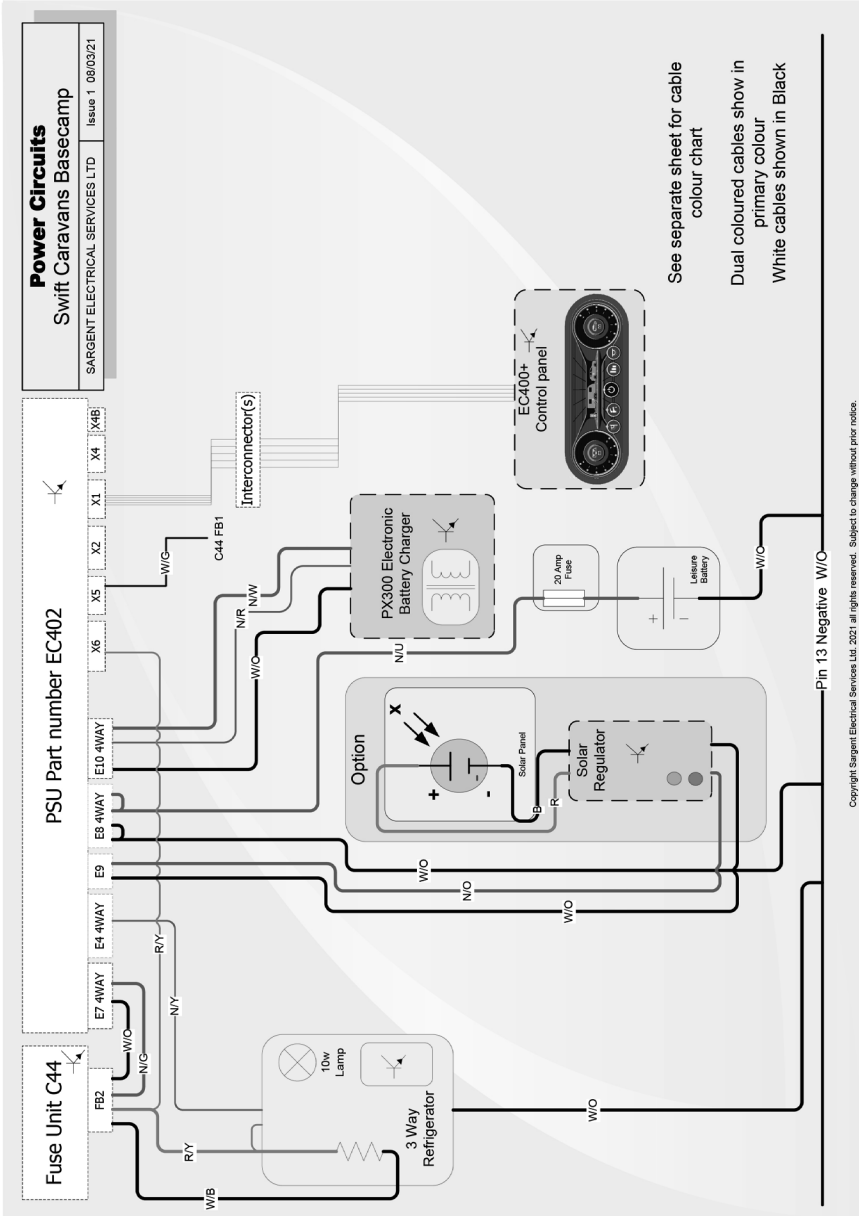 Power Circuits
Swift Caravans Basecamp
SARGENT ELECTRICAL SERVICES LTD
Issue 1 08/03/21
Fuse Unit C44
PSU Part number EC402
FB2
E7 4WAY
E4 4WAY
E9
E8 4WAY
E10 4WAY
X6
X5
X2
X1
X4
X4B
W/O
N/G
R/Y
N/Y
W/O
N/R
N/W
W/G
C44 FB1
Interconnector(s)
R/Y
W/B
10w
Lamp
3 Way
Refrigerator
W/O
W/O
N/O
W/O
Option
X
+
-
Solar Panel
B
R
Solar
Regulator
N/U
PX300 Electronic
Battery Charger
20 Amp
Fuse
+
-
Leisure
Battery
W/O
EC400+
Control panel
See separate sheet for cable
colour chart
Dual coloured cables show in
primary colour
White cables shown in Black
Pin 13 Negative W/O
Copyright Sargent Electrical Services Ltd. 2021 all rights reserved. Subject to change without prior notice.